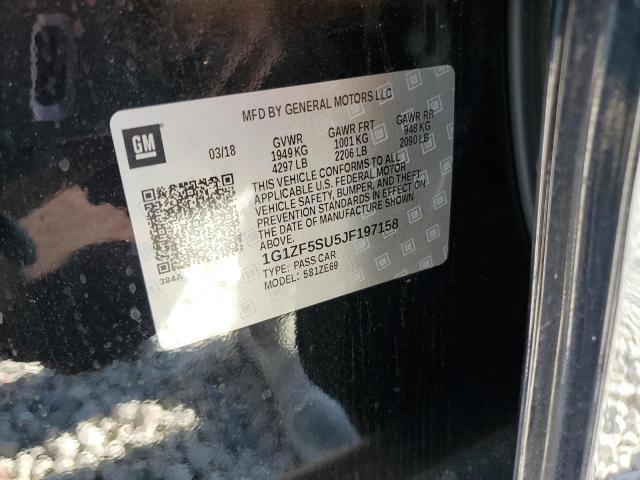 MFD BY GENERAL MOTORS LLC
GM
03/18 GVWR GAWR FRT GAWR RR
1949 KG 1001 KG 948 KG
4297 LB 2206 LB 2090 LB
THIS VEHICLE CONFORMS TO ALL
APPLICABLE U.S. FEDERAL MOTOR
VEHICLE SAFETY, BUMPER, AND THEFT
PREVENTION STANDARDS IN EFFECT ON
THE DATE OF MANUFACTURE SHOWN
ABOVE.
1G1ZF5SU5JF197158
TYPE: PASS CAR
MODEL: 581ZE69
384A